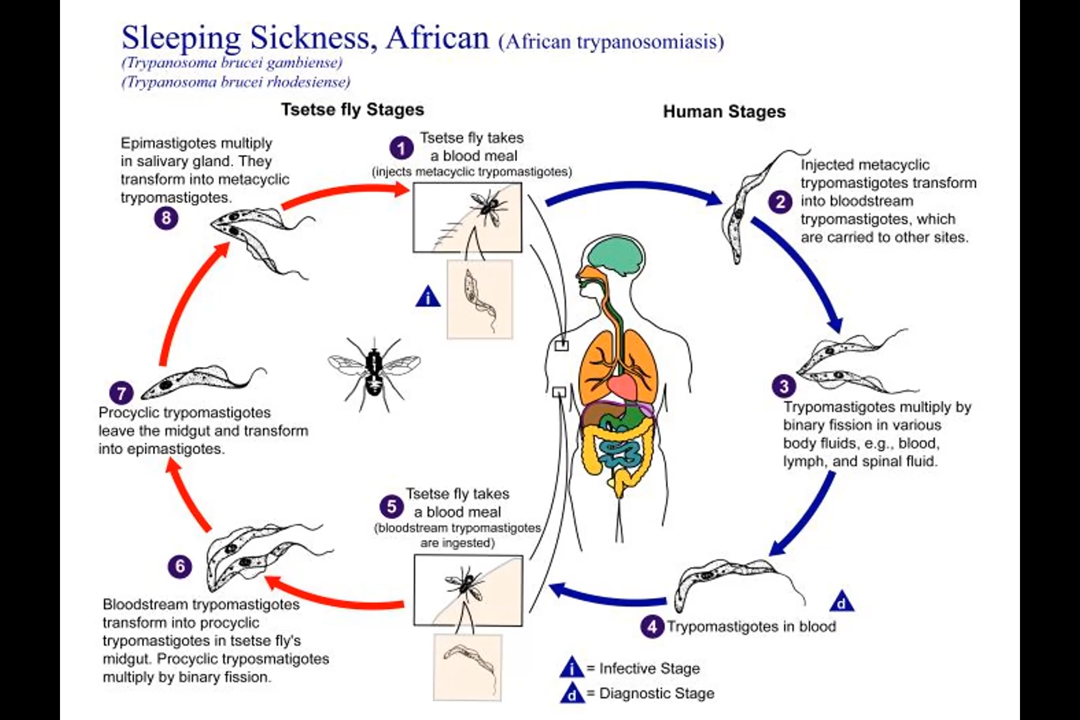 Sleeping Sickness, African (African trypanosomiasis)
(Trypanosoma brucei gambiense)
(Trypanosoma brucei rhodesiense)
Tsetse fly Stages
Human Stages
1
Tsetse fly takes
a blood meal
(injects metacyclic trypomastigotes)
i
2
Injected metacyclic
trypomastigotes transform
into bloodstream
trypomastigotes, which
are carried to other sites.
3
Trypomastigotes multiply by
binary fission in various
body fluids, e.g., blood,
lymph, and spinal fluid.
4 Trypomastigotes in blood
d
5
Tsetse fly takes
a blood meal
(bloodstream trypomastigotes
are ingested)
6
Bloodstream trypomastigotes
transform into procyclic
trypomastigotes in tsetse fly's
midgut. Procyclic tryposmatigotes
multiply by binary fission.
7
Procyclic trypomastigotes
leave the midgut and transform
into epimastigotes.
Epimastigotes multiply
in salivary gland. They
transform into metacyclic
trypomastigotes.
8
i = Infective Stage
d = Diagnostic Stage